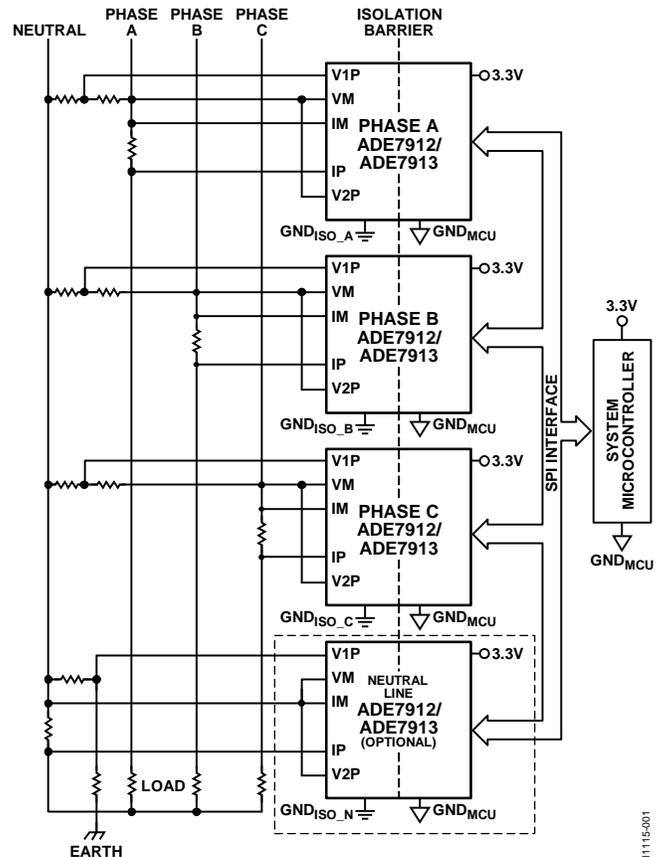 NEUTRAL
PHASE
A
PHASE
B
PHASE
C
ISOLATION
BARRIER
V1P
VM
IM
IP
V2P
PHASE A
ADE7912/
ADE7913
3.3V
GNDISO_A
GNDMCU
V1P
VM
IM
IP
V2P
PHASE B
ADE7912/
ADE7913
3.3V
GNDISO_B
GNDMCU
V1P
VM
IM
IP
V2P
PHASE C
ADE7912/
ADE7913
3.3V
GNDISO_C
GNDMCU
V1P
VM
IM
IP
V2P
NEUTRAL
LINE
ADE7912/
ADE7913
(OPTIONAL)
3.3V
GNDISO_N
GNDMCU
SPI INTERFACE
3.3V
SYSTEM
MICROCONTROLLER
GNDMCU
LOAD
EARTH
11115-001